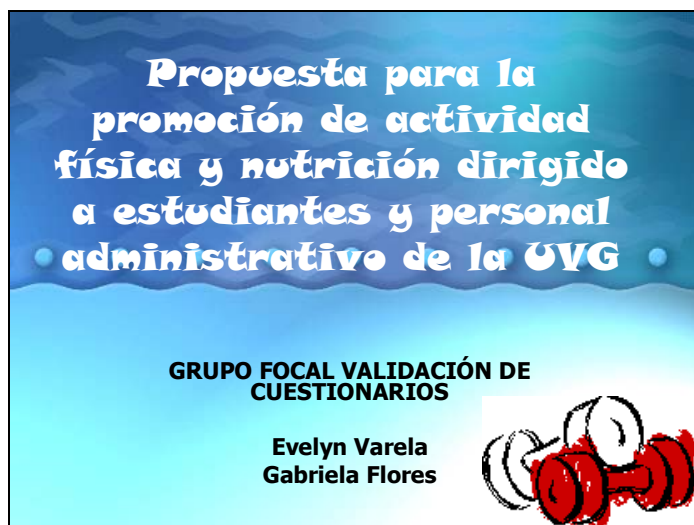 Propuesta para la
promoción de actividad
física y nutrición dirigido
a estudiantes y personal
administrativo de la UVG
GRUPO FOCAL VALIDACIÓN DE
CUESTIONARIOS
Evelyn Varela
Gabriela Flores